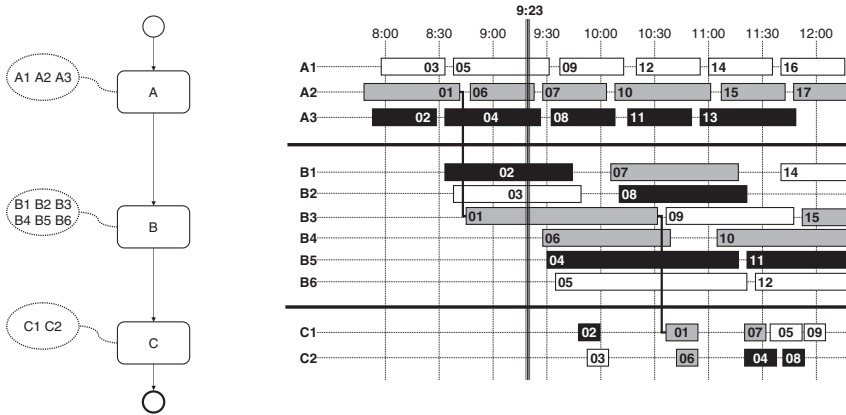 A1 A2 A3
A
B1 B2 B3
B4 B5 B6
B
C1 C2
C
9:23
8:00 8:30 9:00 9:30 10:00 10:30 11:00 11:30 12:00
A1 03 05 09 12 14 16
A2 01 06 07 10 15 17
A3 02 04 08 11 13
B1 02 07 14
B2 03 08
B3 01 09 15
B4 06 10
B5 04 11
B6 05 12
C1 02 01 07 05 09
C2 03 06 04 08